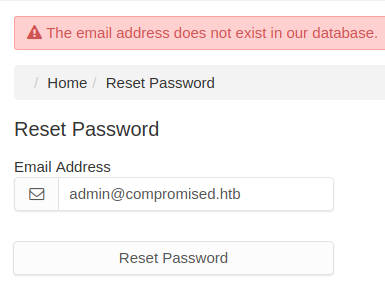 The email address does not exist in our database.
/ Home / Reset Password
Reset Password
Email Address
admin@compromised.htb
Reset Password